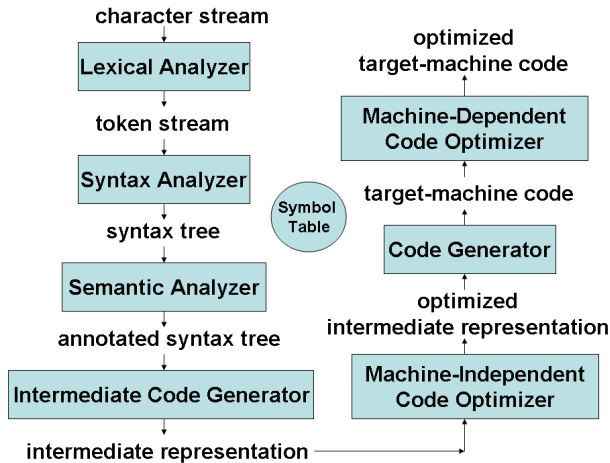 character stream
Lexical Analyzer
token stream
Syntax Analyzer
syntax tree
Semantic Analyzer
annotated syntax tree
Intermediate Code Generator
intermediate representation
Symbol
Table
optimized
target-machine code
Machine-Dependent
Code Optimizer
target-machine code
Code Generator
optimized
intermediate representation
Machine-Independent
Code Optimizer